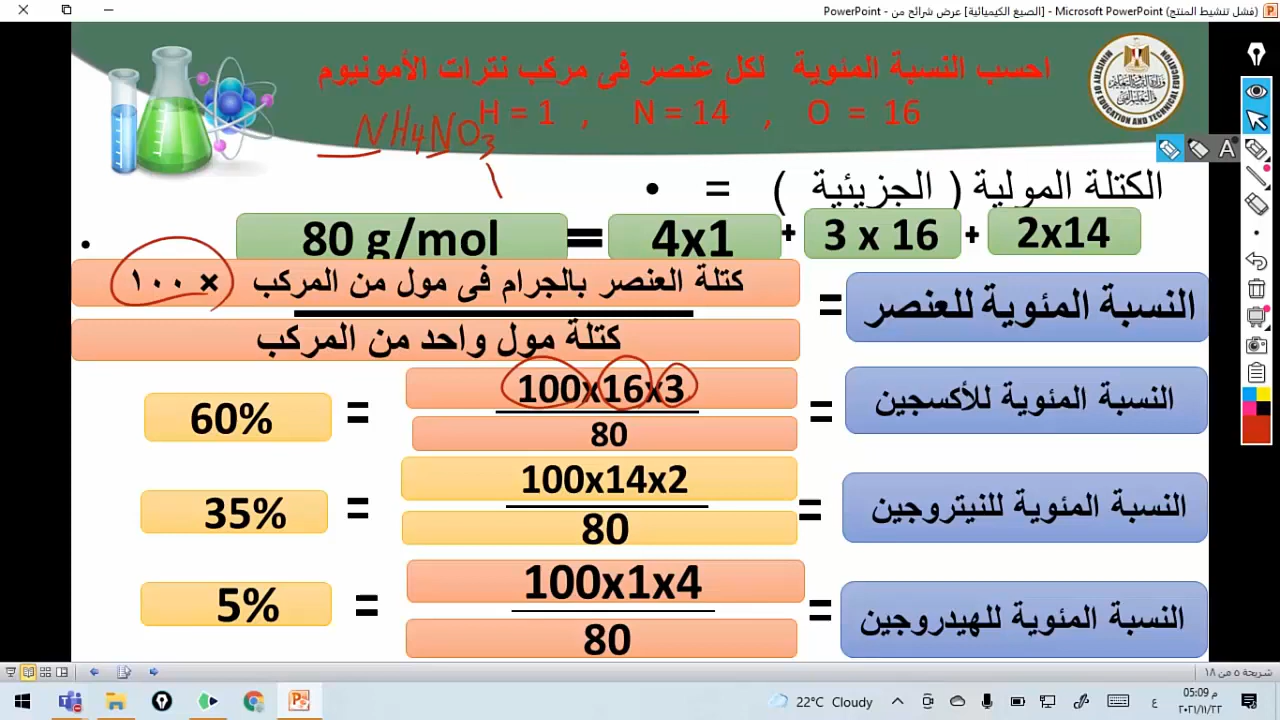 PowerPoint - [الصيغ الكيميائية] عرض شرائح من - Microsoft PowerPoint (فشل تنشيط المنتج)
احسب النسبة المئوية لكل عنصر فى مركب نترات الأمونيوم
H = 1 , N = 14 , O = 16
NH4NO3
الكتلة المولية ( الجزيئية ) =
2x14 + 3 x 16 + 4x1 = 80 g/mol
النسبة المئوية للعنصر = كتلة العنصر بالجرام فى مول من المركب × ١٠٠
كتلة مول واحد من المركب
النسبة المئوية للأكسجين = 100x16x3 = 60%
80
النسبة المئوية للنيتروجين = 100x14x2 = 35%
80
النسبة المئوية للهيدروجين = 100x1x4 = 5%
80
شريحة ٥ من ١٨
22°C Cloudy
ع
05:09 م
٢٠٢١/١١/٢٢